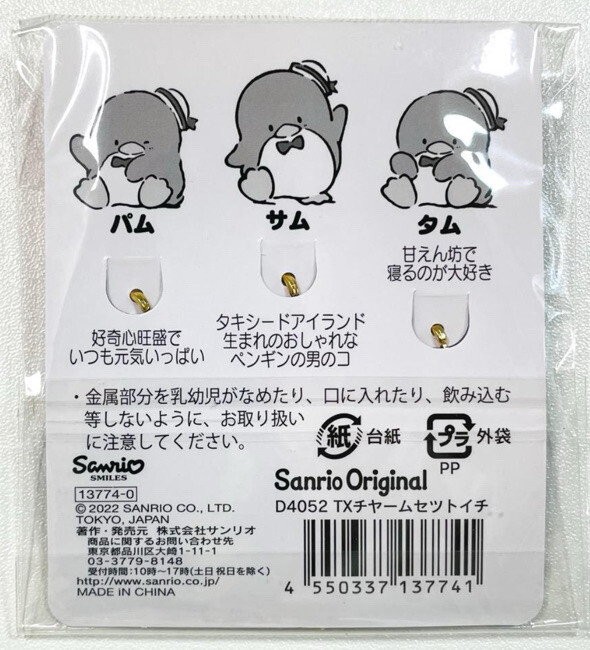 パム
サム
タム
好奇心旺盛で
いつも元気いっぱい
タキシードアイランド
生まれのおしゃれな
ペンギンの男のコ
甘えん坊で
寝るのが大好き
・金属部分を乳幼児がなめたり、口に入れたり、飲み込む
等しないように、お取り扱い
に注意してください。
紙 台紙
プラ 外袋
PP
Sanrio
SMILES
13774-0
© 2022 SANRIO CO., LTD.
TOKYO, JAPAN
著作・発売元 株式会社サンリオ
商品に関するお問い合わせ先
東京都品川区大崎1-11-1
03-3779-8148
受付時間:10時〜17時(土日祝日を除く)
http://www.sanrio.co.jp/
MADE IN CHINA
Sanrio Original
D4052 TXチヤームセツトイチ
4 550337 137741